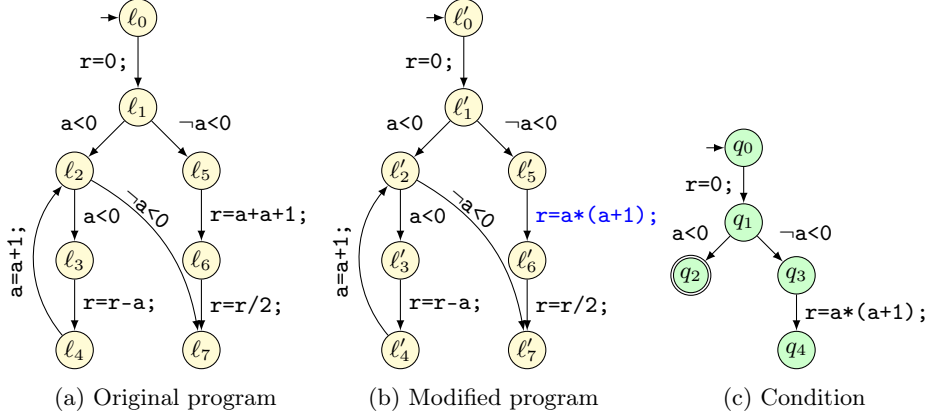 ℓ0
r=0;
ℓ1
a<0
¬a<0
ℓ2
ℓ5
a<0
¬a<0
r=a+a+1;
a=a+1;
ℓ3
ℓ6
r=r-a;
r=r/2;
ℓ4
ℓ7
(a) Original program
ℓ′0
r=0;
ℓ′1
a<0
¬a<0
ℓ′2
ℓ′5
a<0
¬a<0
r=a*(a+1);
a=a+1;
ℓ′3
ℓ′6
r=r-a;
r=r/2;
ℓ′4
ℓ′7
(b) Modified program
q0
r=0;
q1
a<0
¬a<0
q2
q3
r=a*(a+1);
q4
(c) Condition